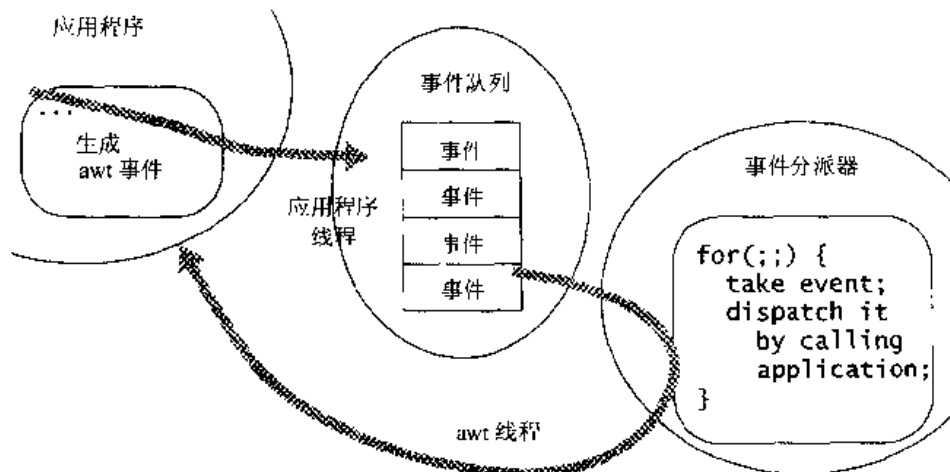 应用程序
...
生成
awt 事件
事件队列
事件
事件
事件
事件
应用程序
线程
事件分派器
for(;;) {
take event;
dispatch it
by calling
application;
}
awt 线程